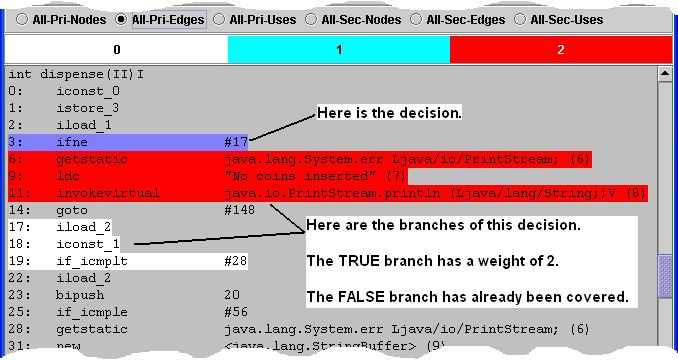 All-Pri-Nodes All-Pri-Edges All-Pri-Uses All-Sec-Nodes All-Sec-Edges All-Sec-Uses
0 1 2
int dispense(II)I
0: iconst_0
1: istore_3
2: iload_1
Here is the decision.
3: ifne #17
6: getstatic java.lang.System.err Ljava/io/PrintStream; (6)
9: ldc "No coins inserted" (7)
11: invokevirtual java.io.PrintStream.println (Ljava/lang/String;)V (8)
14: goto #148
17: iload_2
Here are the branches of this decision.
18: iconst_1
19: if_icmplt #28
The TRUE branch has a weight of 2.
22: iload_2
23: bipush 20
The FALSE branch has already been covered.
25: if_icmple #56
28: getstatic java.lang.System.err Ljava/io/PrintStream; (6)
31: new <java.lang.StringBuffer> (9)